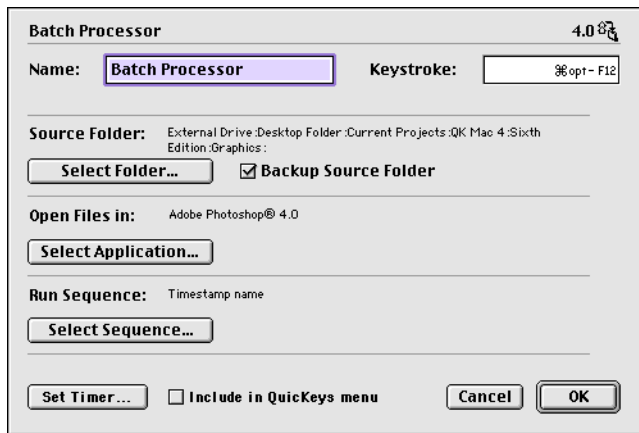 Batch Processor 4.0
Name: Batch Processor Keystroke: ⌘opt-F12
Source Folder: External Drive :Desktop Folder :Current Projects :QK Mac 4 :Sixth
Edition :Graphics :
Select Folder... Backup Source Folder
Open Files in: Adobe Photoshop® 4.0
Select Application...
Run Sequence: Timestamp name
Select Sequence...
Set Timer... Include in QuicKeys menu Cancel OK